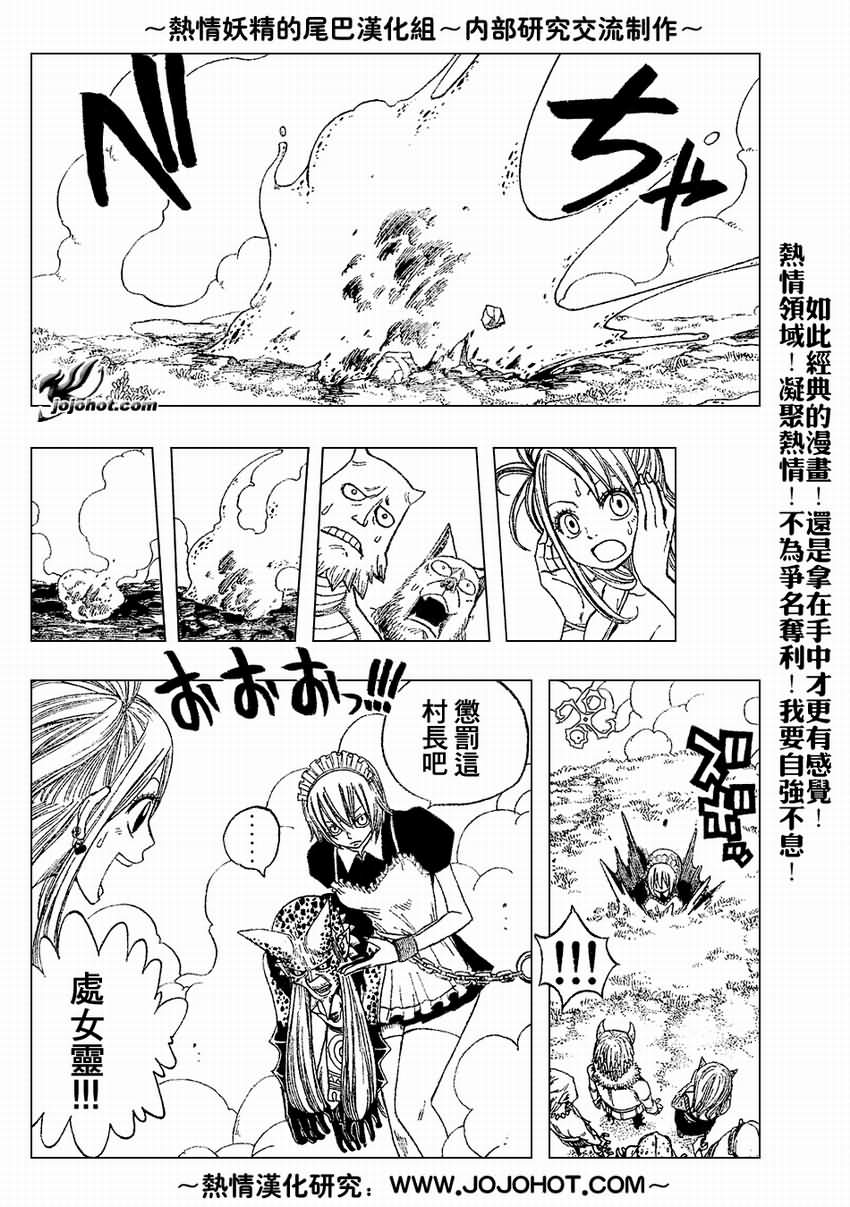 ～熱情妖精的尾巴漢化組～内部研究交流制作～
ちゃ
jojohot.com
如此經典的漫畫！還是拿在手中才更有感覺！
熱情領域！凝聚熱情！不為爭名奪利！我要自強不息！
!!!
おおおっ!!!
懲罰這
村長吧
……
處女靈
!!!
～熱情漢化研究：WWW.JOJOHOT.COM～